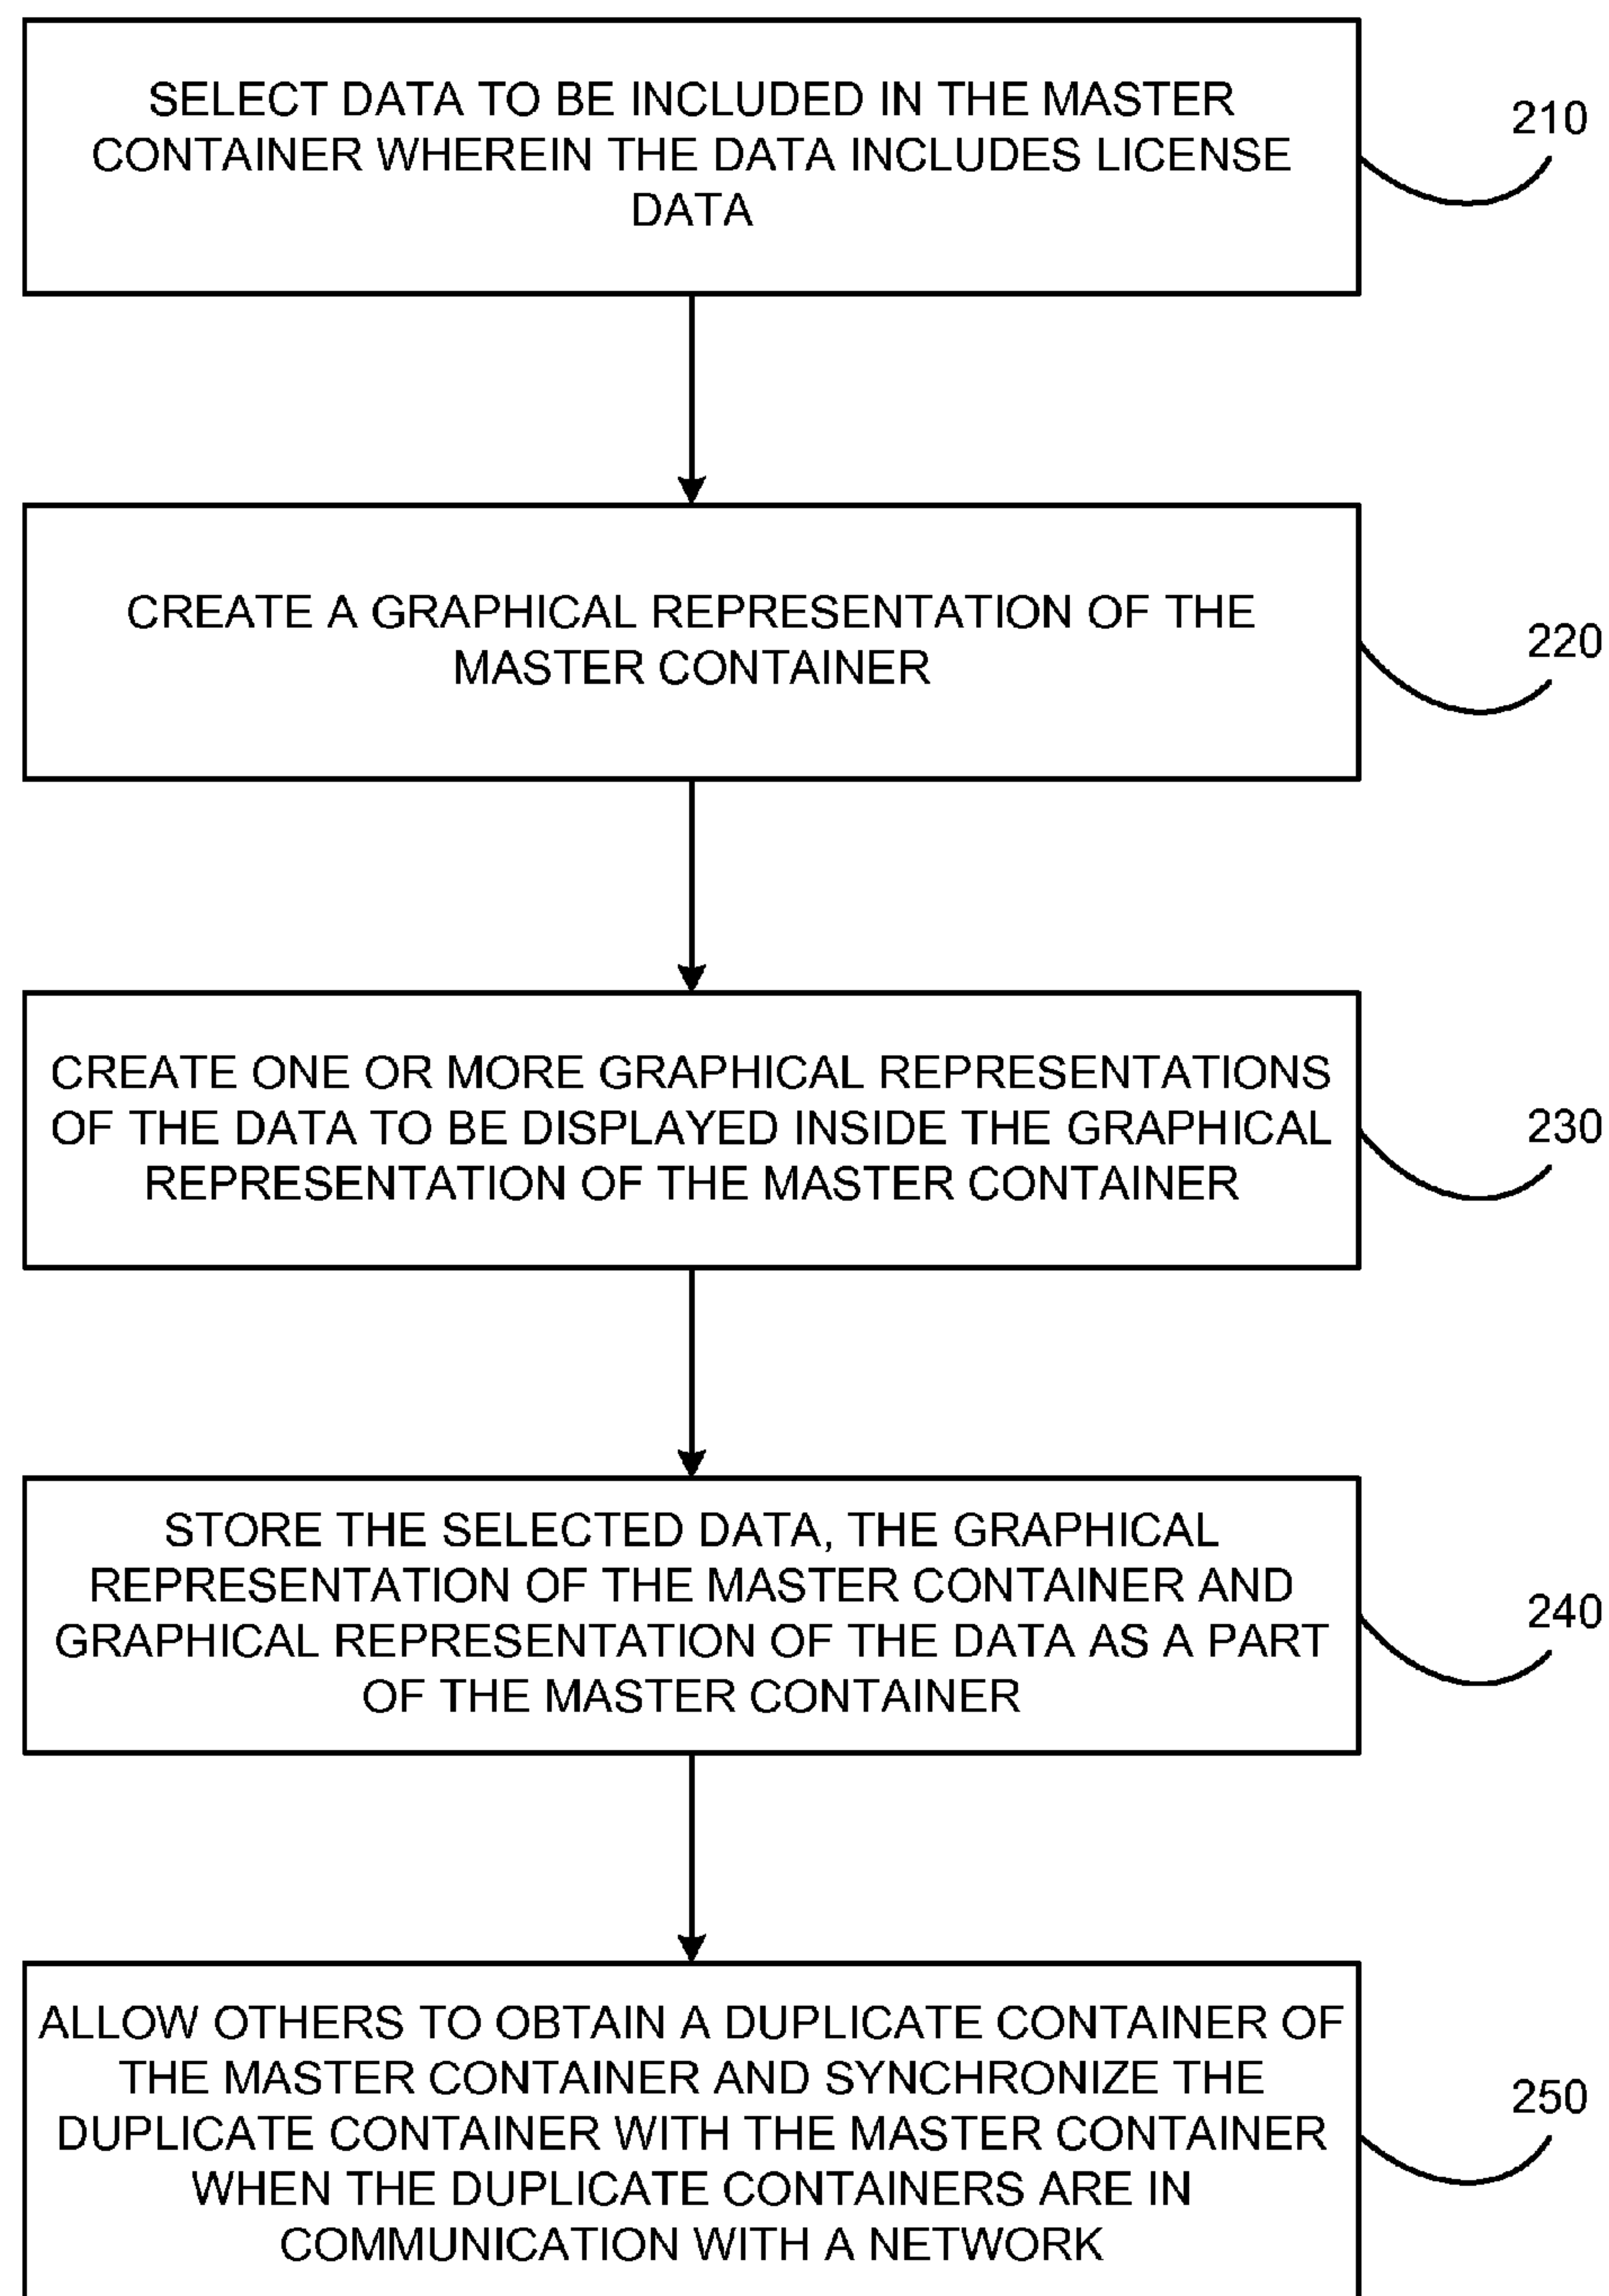 SELECT DATA TO BE INCLUDED IN THE MASTER
CONTAINER WHEREIN THE DATA INCLUDES LICENSE
DATA
210
CREATE A GRAPHICAL REPRESENTATION OF THE
MASTER CONTAINER
220
CREATE ONE OR MORE GRAPHICAL REPRESENTATIONS
OF THE DATA TO BE DISPLAYED INSIDE THE GRAPHICAL
REPRESENTATION OF THE MASTER CONTAINER
230
STORE THE SELECTED DATA, THE GRAPHICAL
REPRESENTATION OF THE MASTER CONTAINER AND
GRAPHICAL REPRESENTATION OF THE DATA AS A PART
OF THE MASTER CONTAINER
240
ALLOW OTHERS TO OBTAIN A DUPLICATE CONTAINER OF
THE MASTER CONTAINER AND SYNCHRONIZE THE
DUPLICATE CONTAINER WITH THE MASTER CONTAINER
WHEN THE DUPLICATE CONTAINERS ARE IN
COMMUNICATION WITH A NETWORK
250